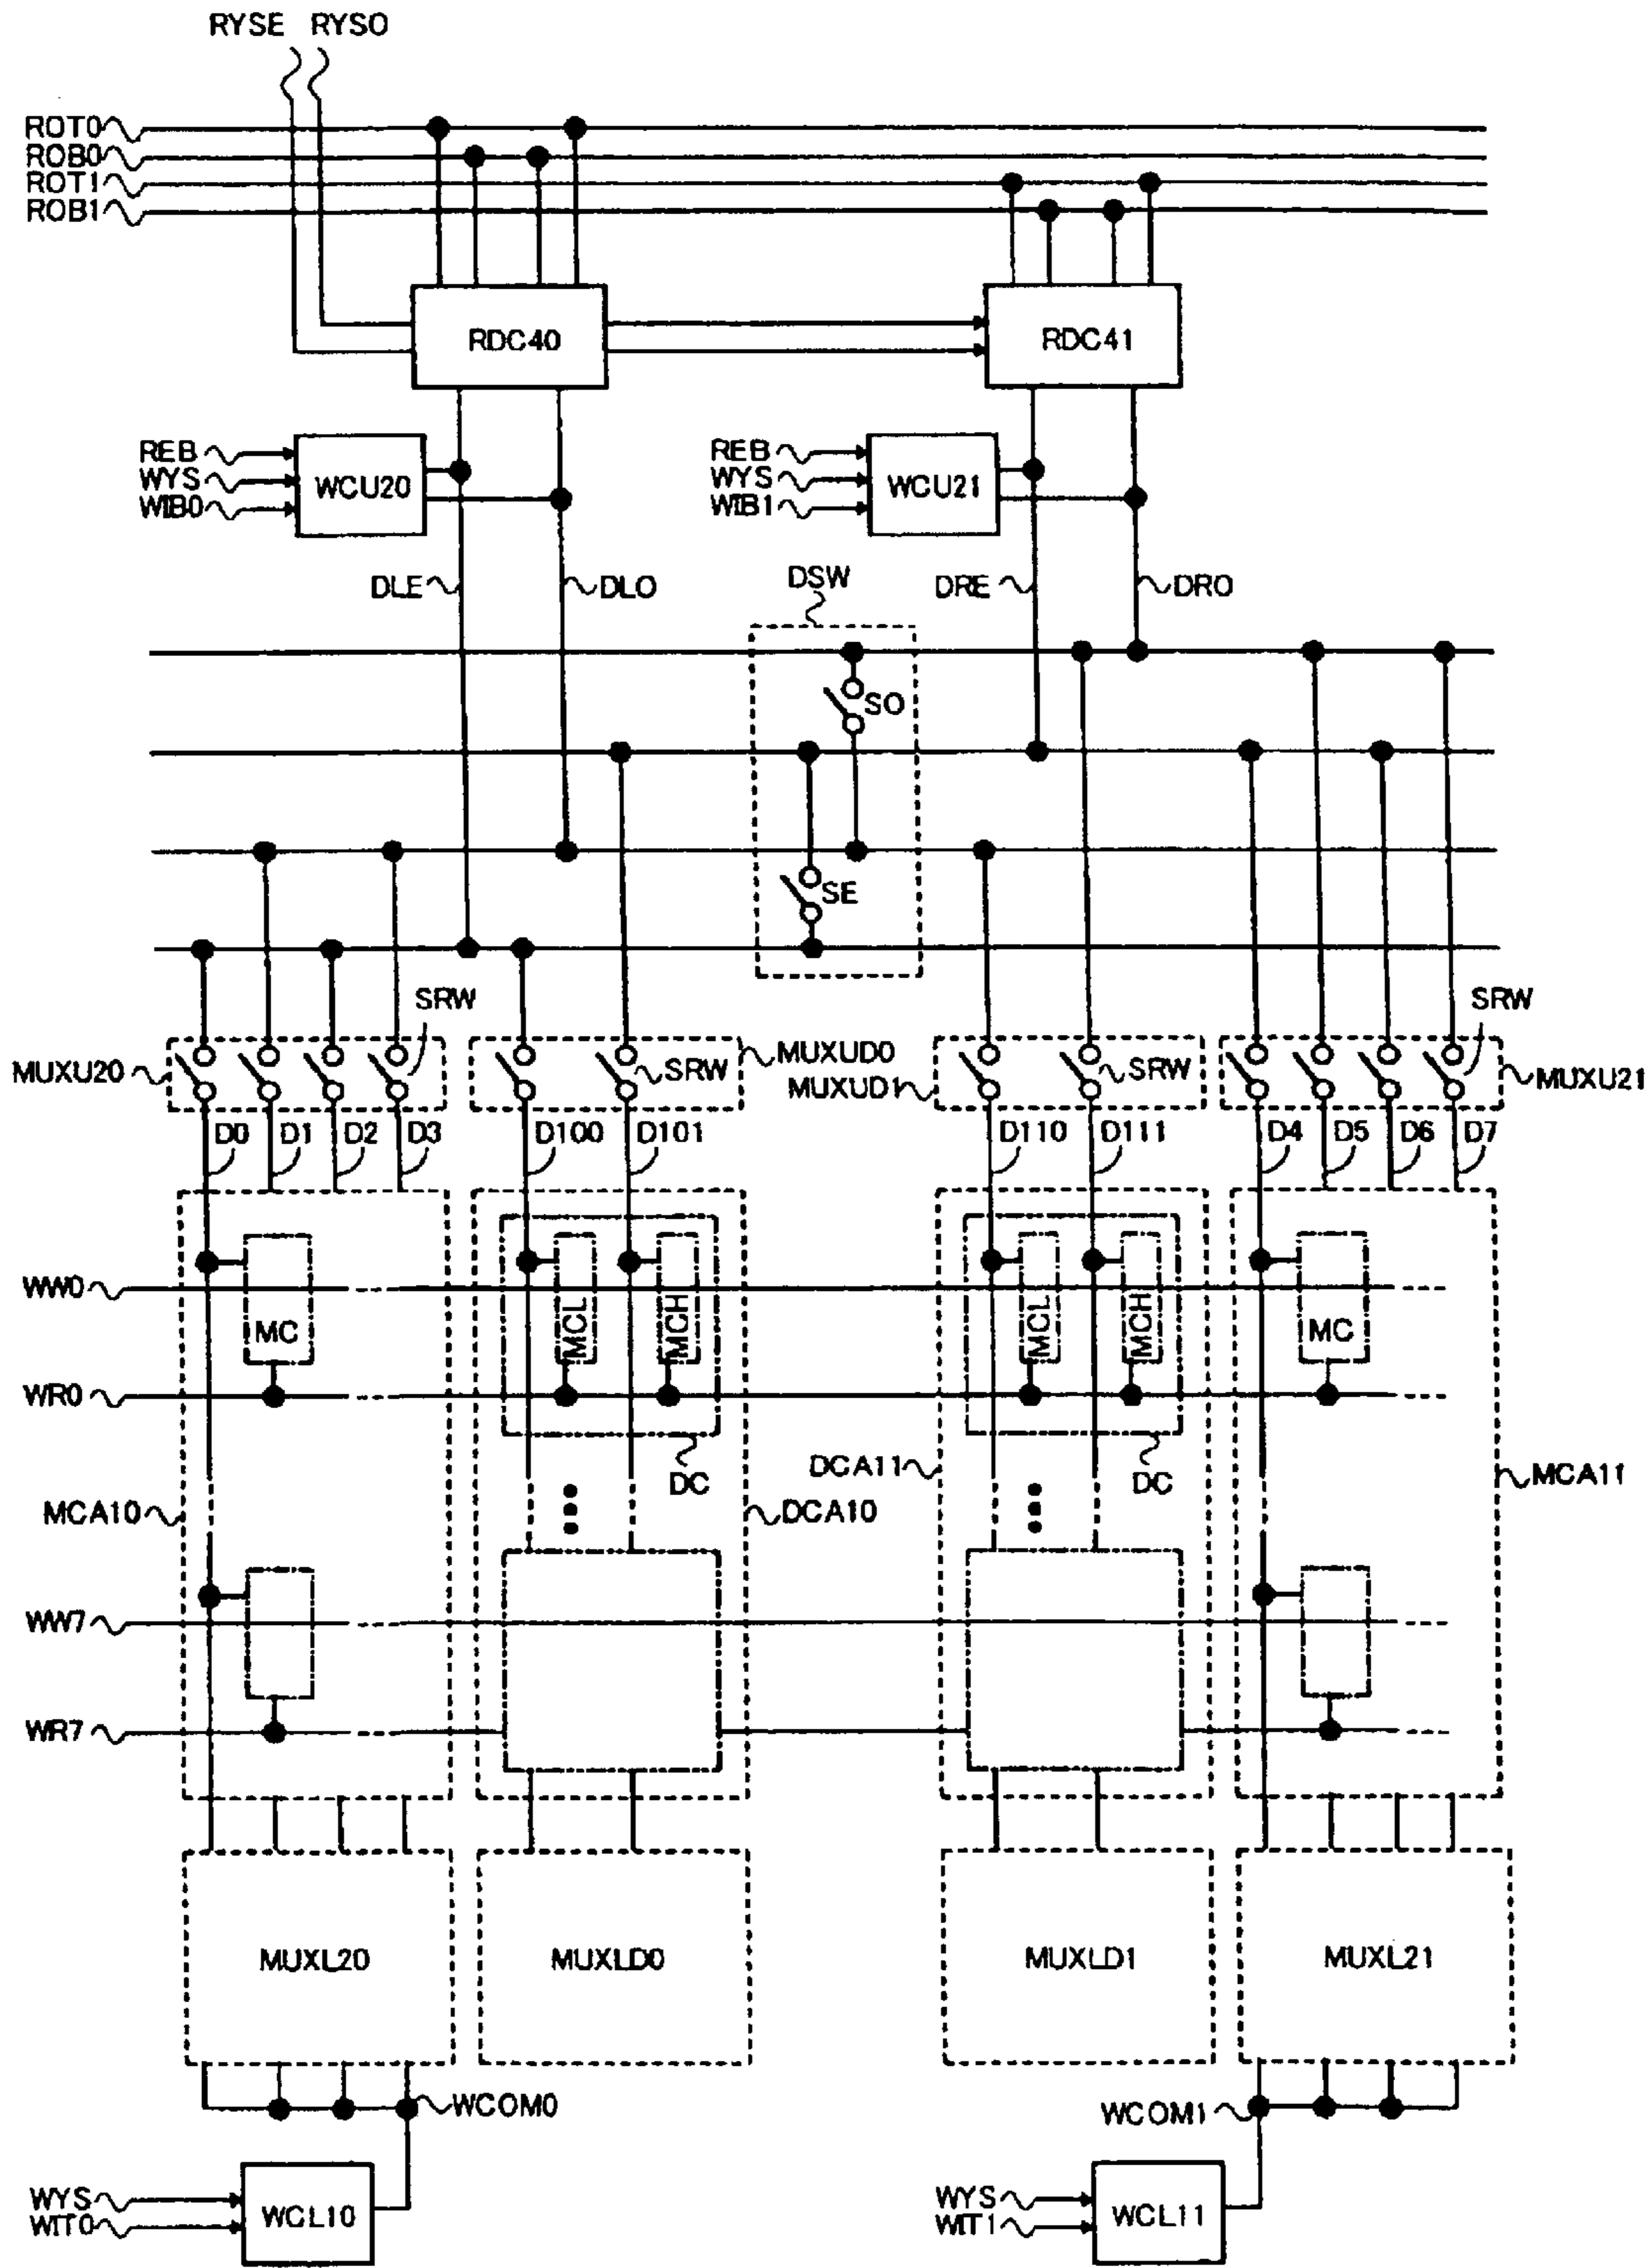 RYSE RYSO
ROT0
ROB0
ROT1
ROB1
RDC40 RDC41
REB REB
WYS WCU20 WYS WCU21
WIB0 WIB1
DLE DLO DSW DRE DRO
SO
SE
SRW SRW
MUXU20 SRW MUXUD0 MUXUD1 SRW MUXU21
D0 D1 D2 D3 D100 D101 D110 D111 D4 D5 D6 D7
WW0 MC MCL MCH MCL MCH MC
WR0
MCA10 DC DCA10 DCA11 DC MCA11
WW7
WR7
MUXL20 MUXLD0 MUXLD1 MUXL21
WCOM0 WCOM1
WYS WCL10 WYS WCL11
WIT0 WIT1